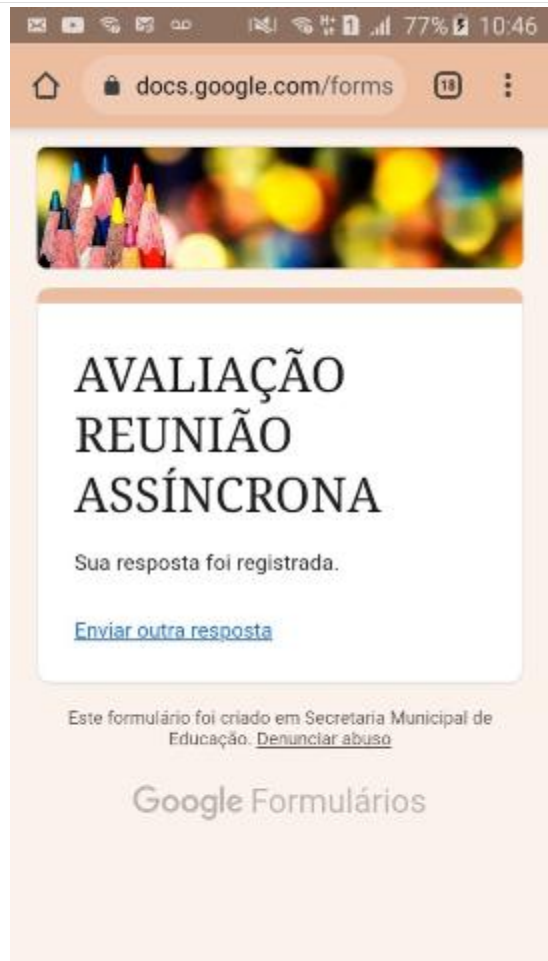 77% 10:46
docs.google.com/forms 18
AVALIAÇÃO
REUNIÃO
ASSÍNCRONA
Sua resposta foi registrada.
Enviar outra resposta
Este formulário foi criado em Secretaria Municipal de
Educação. Denunciar abuso
Google Formulários